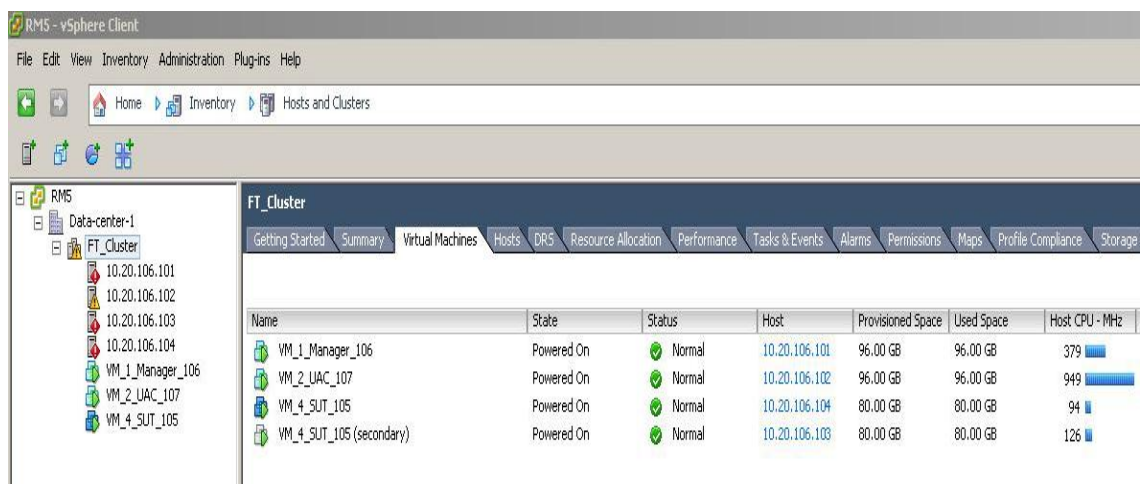 RM5 - vSphere Client
File Edit View Inventory Administration Plug-ins Help
Home Inventory Hosts and Clusters
RM5
Data-center-1
FT_Cluster
10.20.106.101
10.20.106.102
10.20.106.103
10.20.106.104
VM_1_Manager_106
VM_2_UAC_107
VM_4_SUT_105
FT_Cluster
Getting Started Summary Virtual Machines Hosts DRS Resource Allocation Performance Tasks & Events Alarms Permissions Maps Profile Compliance Storage
Name State Status Host Provisioned Space Used Space Host CPU - MHz
VM_1_Manager_106 Powered On Normal 10.20.106.101 96.00 GB 96.00 GB 379
VM_2_UAC_107 Powered On Normal 10.20.106.102 96.00 GB 96.00 GB 949
VM_4_SUT_105 Powered On Normal 10.20.106.104 80.00 GB 80.00 GB 94
VM_4_SUT_105 (secondary) Powered On Normal 10.20.106.103 80.00 GB 80.00 GB 126